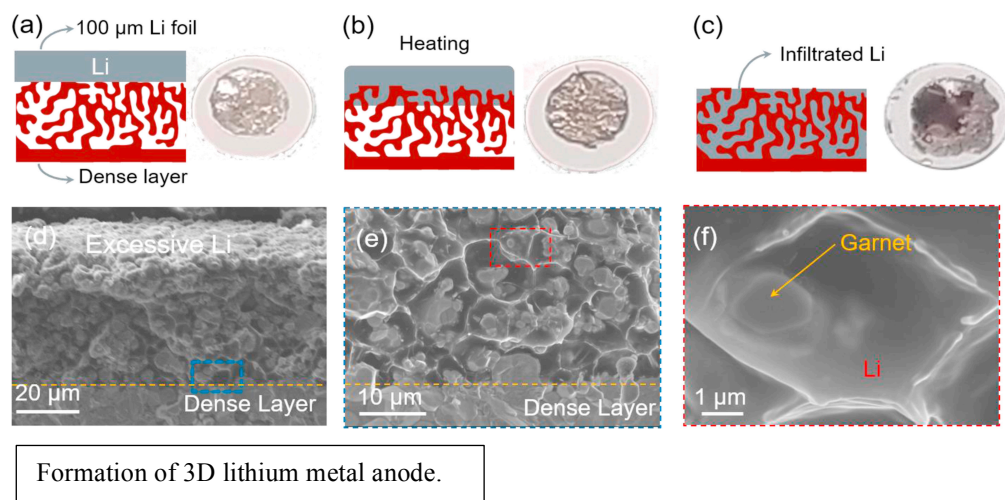 (a)
100 µm Li foil
Li
Dense layer
(b)
Heating
(c)
Infiltrated Li
(d)
Excessive Li
20 µm
Dense Layer
(e)
10 µm
Dense Layer
(f)
Garnet
Li
1 µm
Formation of 3D lithium metal anode.